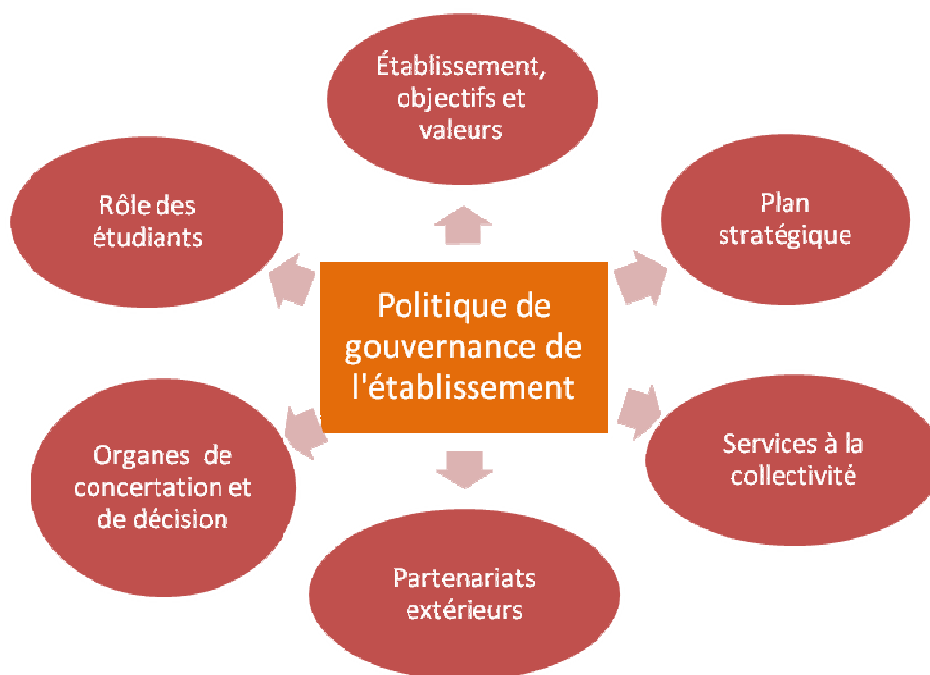 Établissement,
objectifs et
valeurs
Rôle des
étudiants
Plan
stratégique
Politique de
gouvernance de
l'établissement
Organes de
concertation et
de décision
Services à la
collectivité
Partenariats
extérieurs